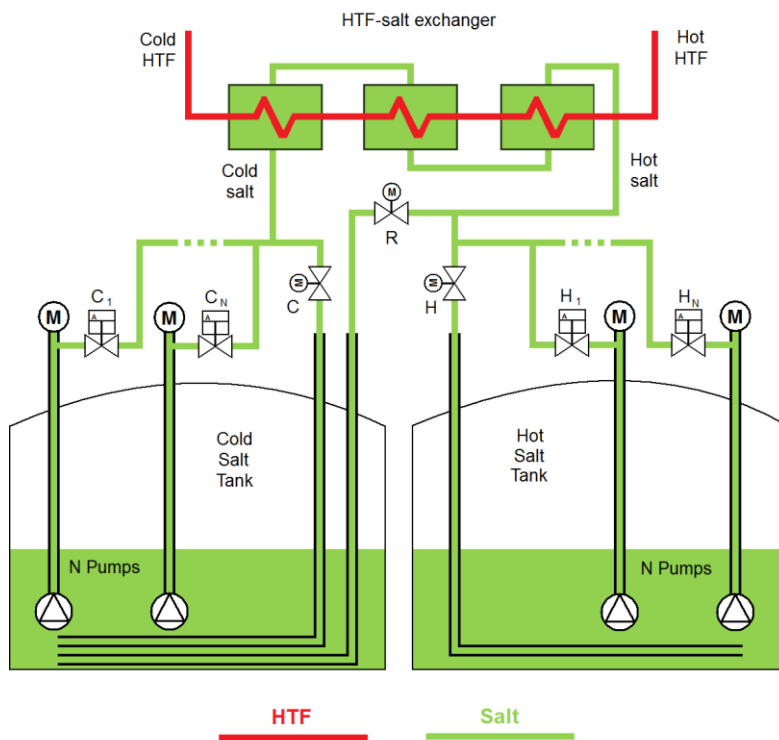 HTF-salt exchanger
Cold
HTF
Hot
HTF
Cold
salt
Hot
salt
M
R
C1
CN
M
C
M
H
H1
HN
A
A
A
A
M
M
M
M
Cold
Salt
Tank
Hot
Salt
Tank
N Pumps
N Pumps
HTF
Salt